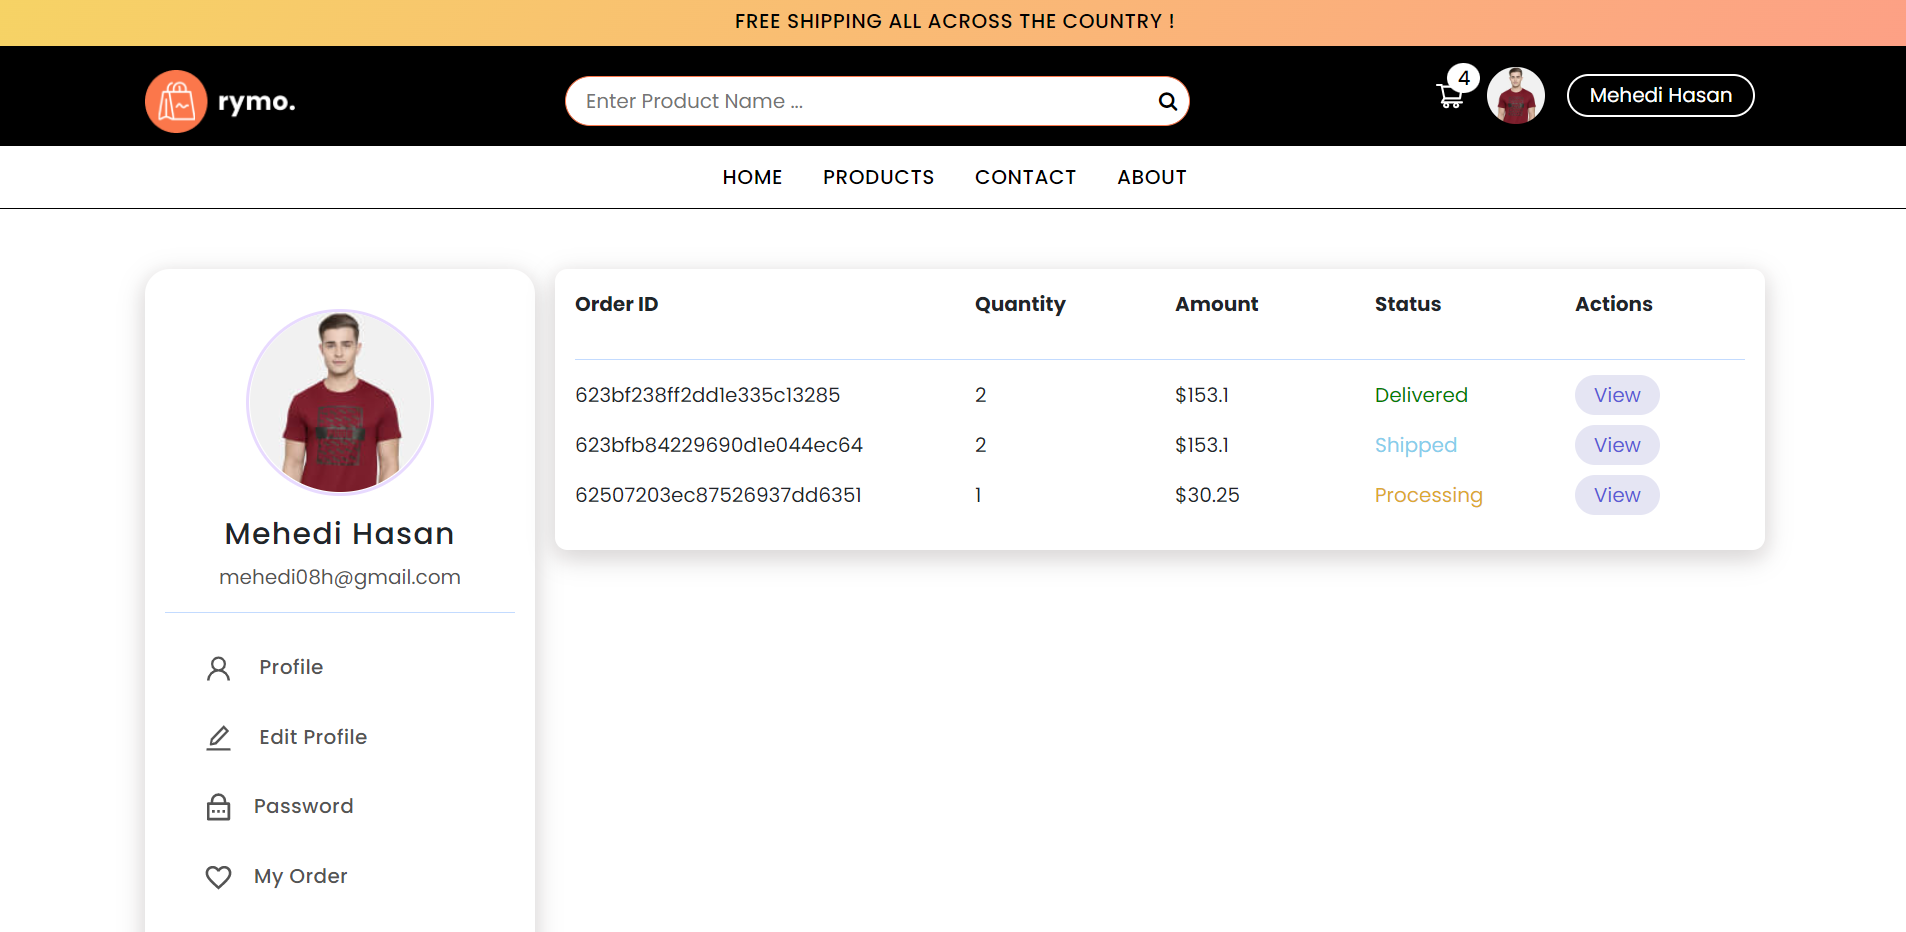 FREE SHIPPING ALL ACROSS THE COUNTRY !
rymo.
Enter Product Name ...
4
Mehedi Hasan
HOME PRODUCTS CONTACT ABOUT
Mehedi Hasan
mehedi08h@gmail.com
Profile
Edit Profile
Password
My Order
Order ID Quantity Amount Status Actions
623bf238ff2dd1e335c13285 2 $153.1 Delivered View
623bfb84229690d1e044ec64 2 $153.1 Shipped View
62507203ec87526937dd6351 1 $30.25 Processing View